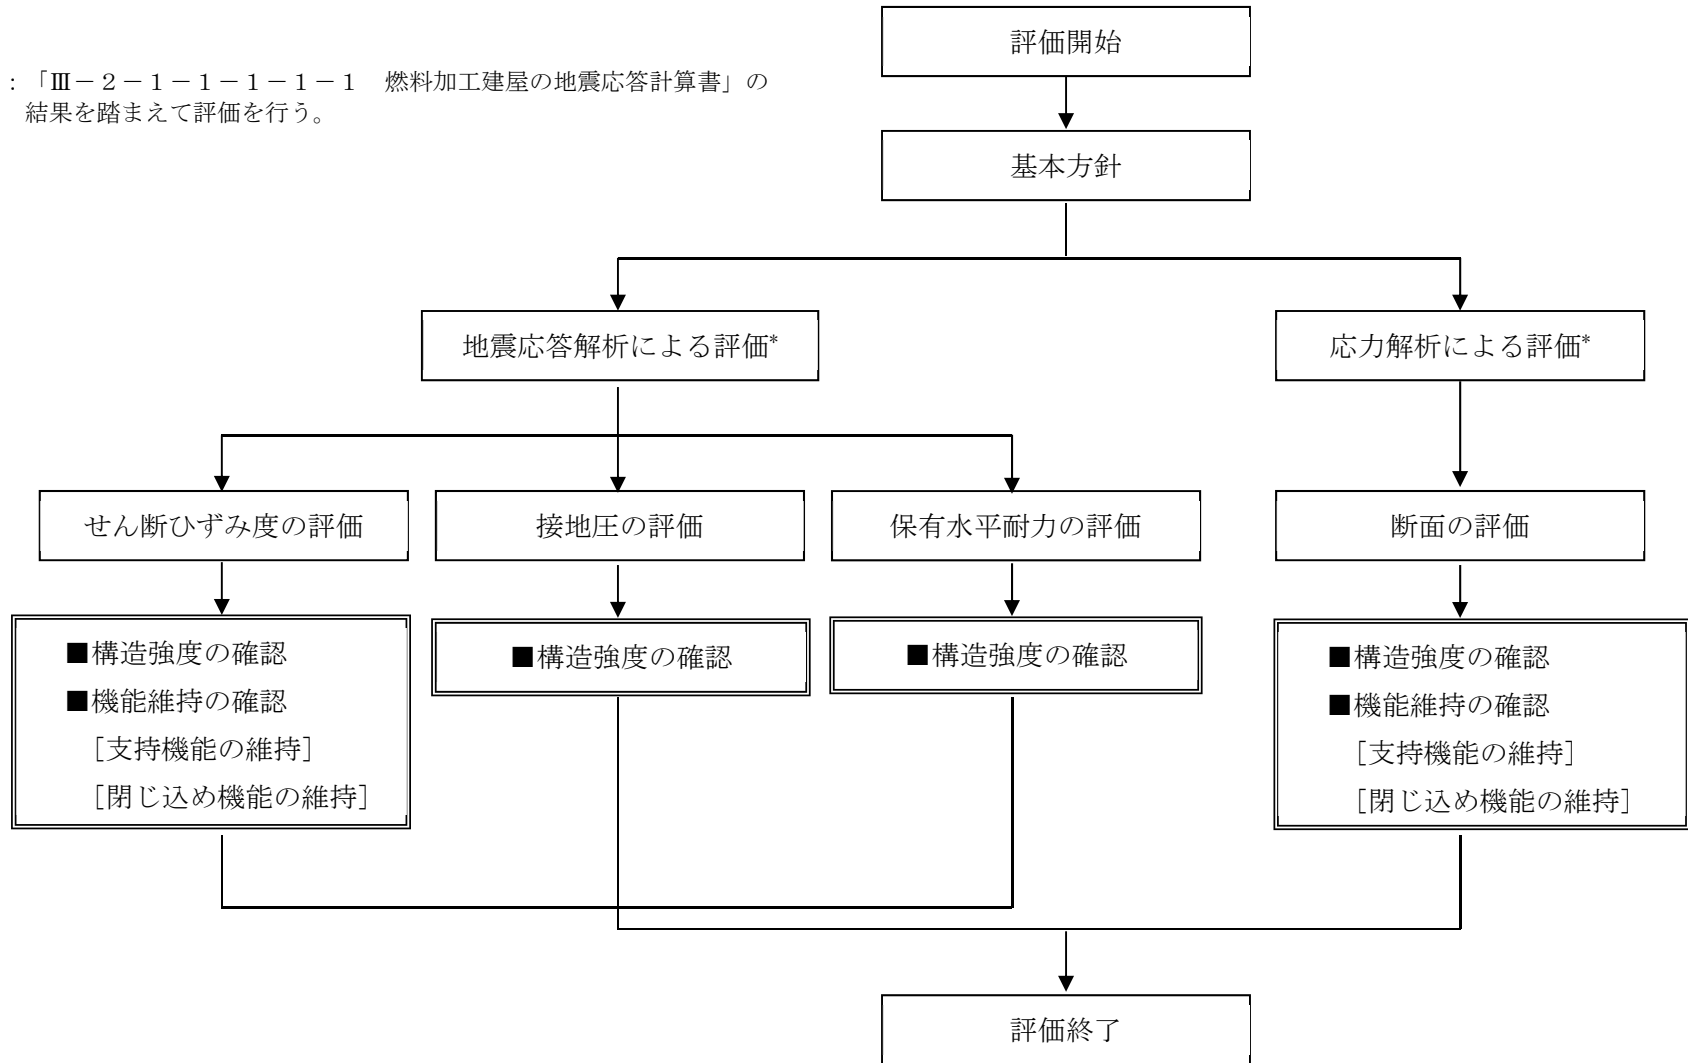 評価開始
：「Ⅲ－２－１－１－１－１－１　燃料加工建屋の地震応答計算書」の
結果を踏まえて評価を行う。
基本方針
地震応答解析による評価*
応力解析による評価*
せん断ひずみ度の評価
接地圧の評価
保有水平耐力の評価
断面の評価
■構造強度の確認
■機能維持の確認
［支持機能の維持］
［閉じ込め機能の維持］
■構造強度の確認
■構造強度の確認
■構造強度の確認
■機能維持の確認
［支持機能の維持］
［閉じ込め機能の維持］
評価終了